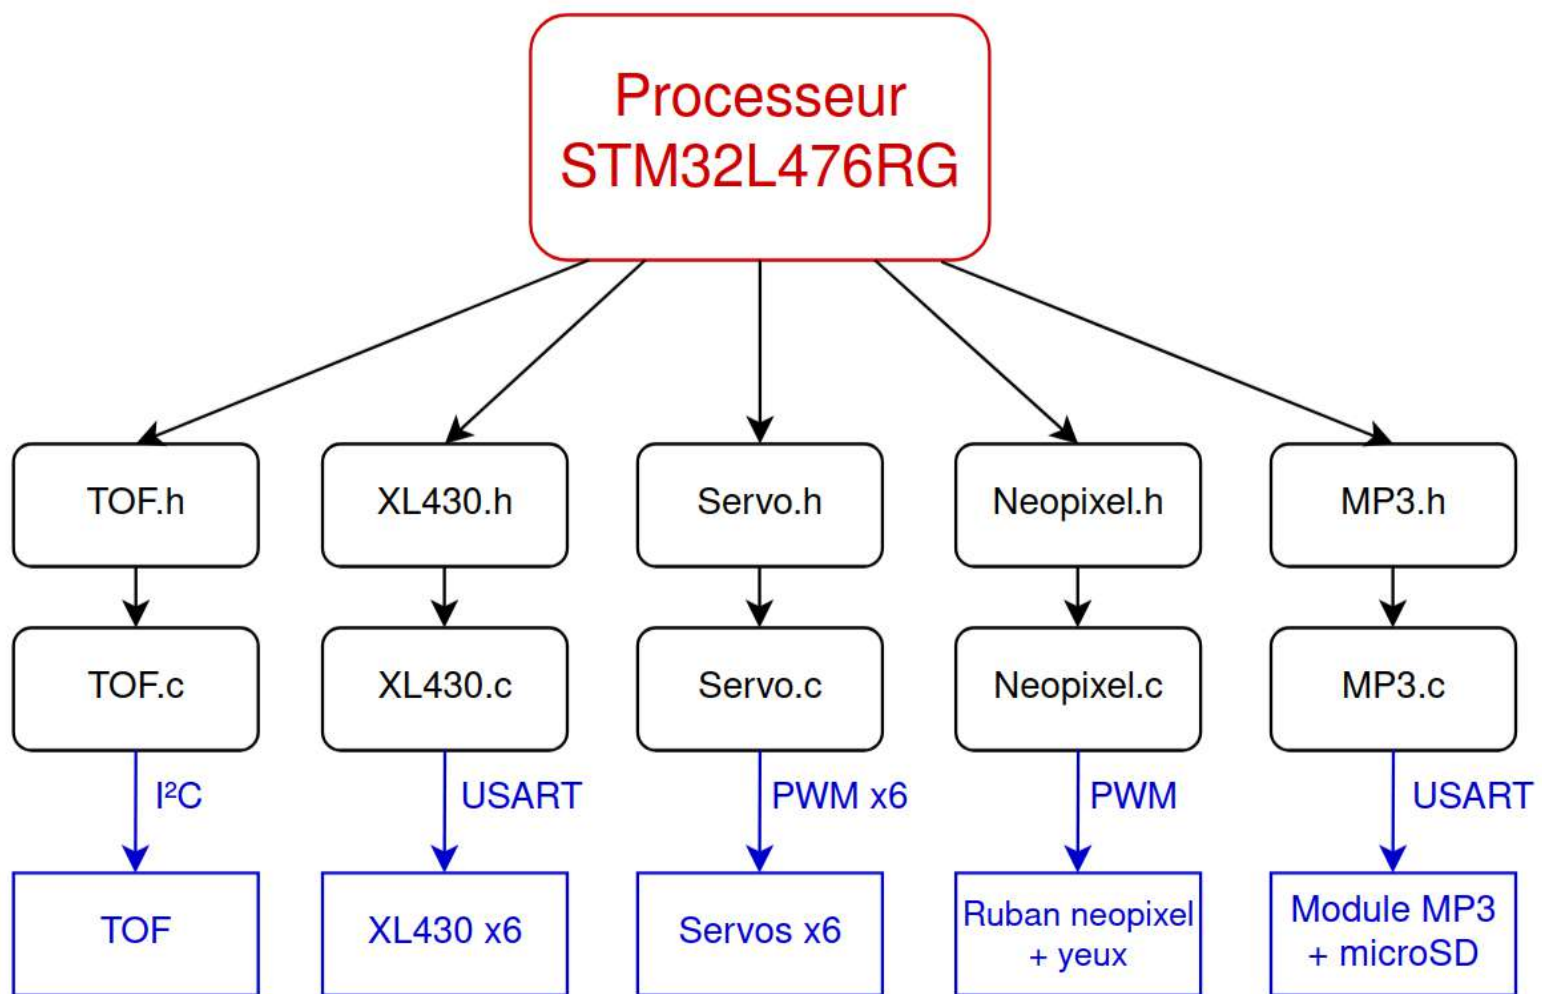 Processeur
STM32L476RG
TOF.h
XL430.h
Servo.h
Neopixel.h
MP3.h
TOF.c
XL430.c
Servo.c
Neopixel.c
MP3.c
I²C
USART
PWM x6
PWM
USART
TOF
XL430 x6
Servos x6
Ruban neopixel
+ yeux
Module MP3
+ microSD